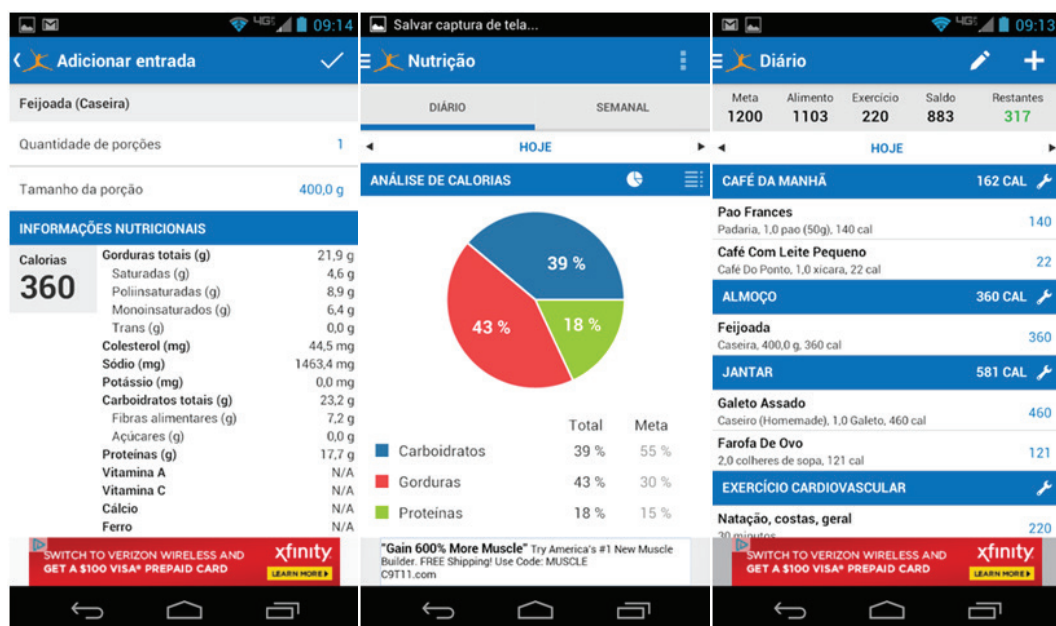 4G 09:14
Adicionar entrada
Feijoada (Caseira)
Quantidade de porções 1
Tamanho da porção 400,0 g
INFORMAÇÕES NUTRICIONAIS
Calorias
360
Gorduras totais (g) 21,9 g
Saturadas (g) 4,6 g
Poliinsaturadas (g) 8,9 g
Monoinsaturados (g) 6,4 g
Trans (g) 0,0 g
Colesterol (mg) 44,5 mg
Sódio (mg) 1463,4 mg
Potássio (mg) 0,0 mg
Carboidratos totais (g) 23,2 g
Fibras alimentares (g) 7,2 g
Açúcares (g) 0,0 g
Proteínas (g) 17,7 g
Vitamina A N/A
Vitamina C N/A
Cálcio N/A
Ferro N/A
SWITCH TO VERIZON WIRELESS AND
GET A $100 VISA® PREPAID CARD
xfinity
LEARN MORE
Salvar captura de tela...
Nutrição
DIÁRIO SEMANAL
HOJE
ANÁLISE DE CALORIAS
39 %
43 %
18 %
Total Meta
Carboidratos 39 % 55 %
Gorduras 43 % 30 %
Proteínas 18 % 15 %
"Gain 600% More Muscle" Try America's #1 New Muscle
Builder. FREE Shipping! Use Code: MUSCLE
C9T11.com
4G 09:13
Diário
Meta Alimento Exercício Saldo Restantes
1200 1103 220 883 317
HOJE
CAFÉ DA MANHÃ 162 CAL
Pao Frances
Padaria, 1,0 pao (50g), 140 cal
140
Café Com Leite Pequeno
Café Do Ponto, 1,0 xicara, 22 cal
22
ALMOÇO 360 CAL
Feijoada
Caseira, 400,0 g, 360 cal
360
JANTAR 581 CAL
Galeto Assado
Caseiro (Homemade), 1,0 Galeto, 460 cal
460
Farofa De Ovo
2,0 colheres de sopa, 121 cal
121
EXERCÍCIO CARDIOVASCULAR
Natação, costas, geral
30 minutos
220
SWITCH TO VERIZON WIRELESS AND
GET A $100 VISA® PREPAID CARD
xfinity
LEARN MORE